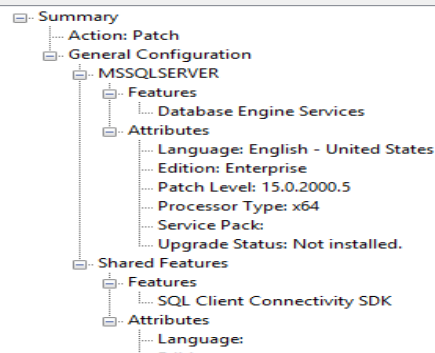 Summary
Action: Patch
General Configuration
MSSQLSERVER
Features
Database Engine Services
Attributes
Language: English - United States
Edition: Enterprise
Patch Level: 15.0.2000.5
Processor Type: x64
Service Pack:
Upgrade Status: Not installed.
Shared Features
Features
SQL Client Connectivity SDK
Attributes
Language: